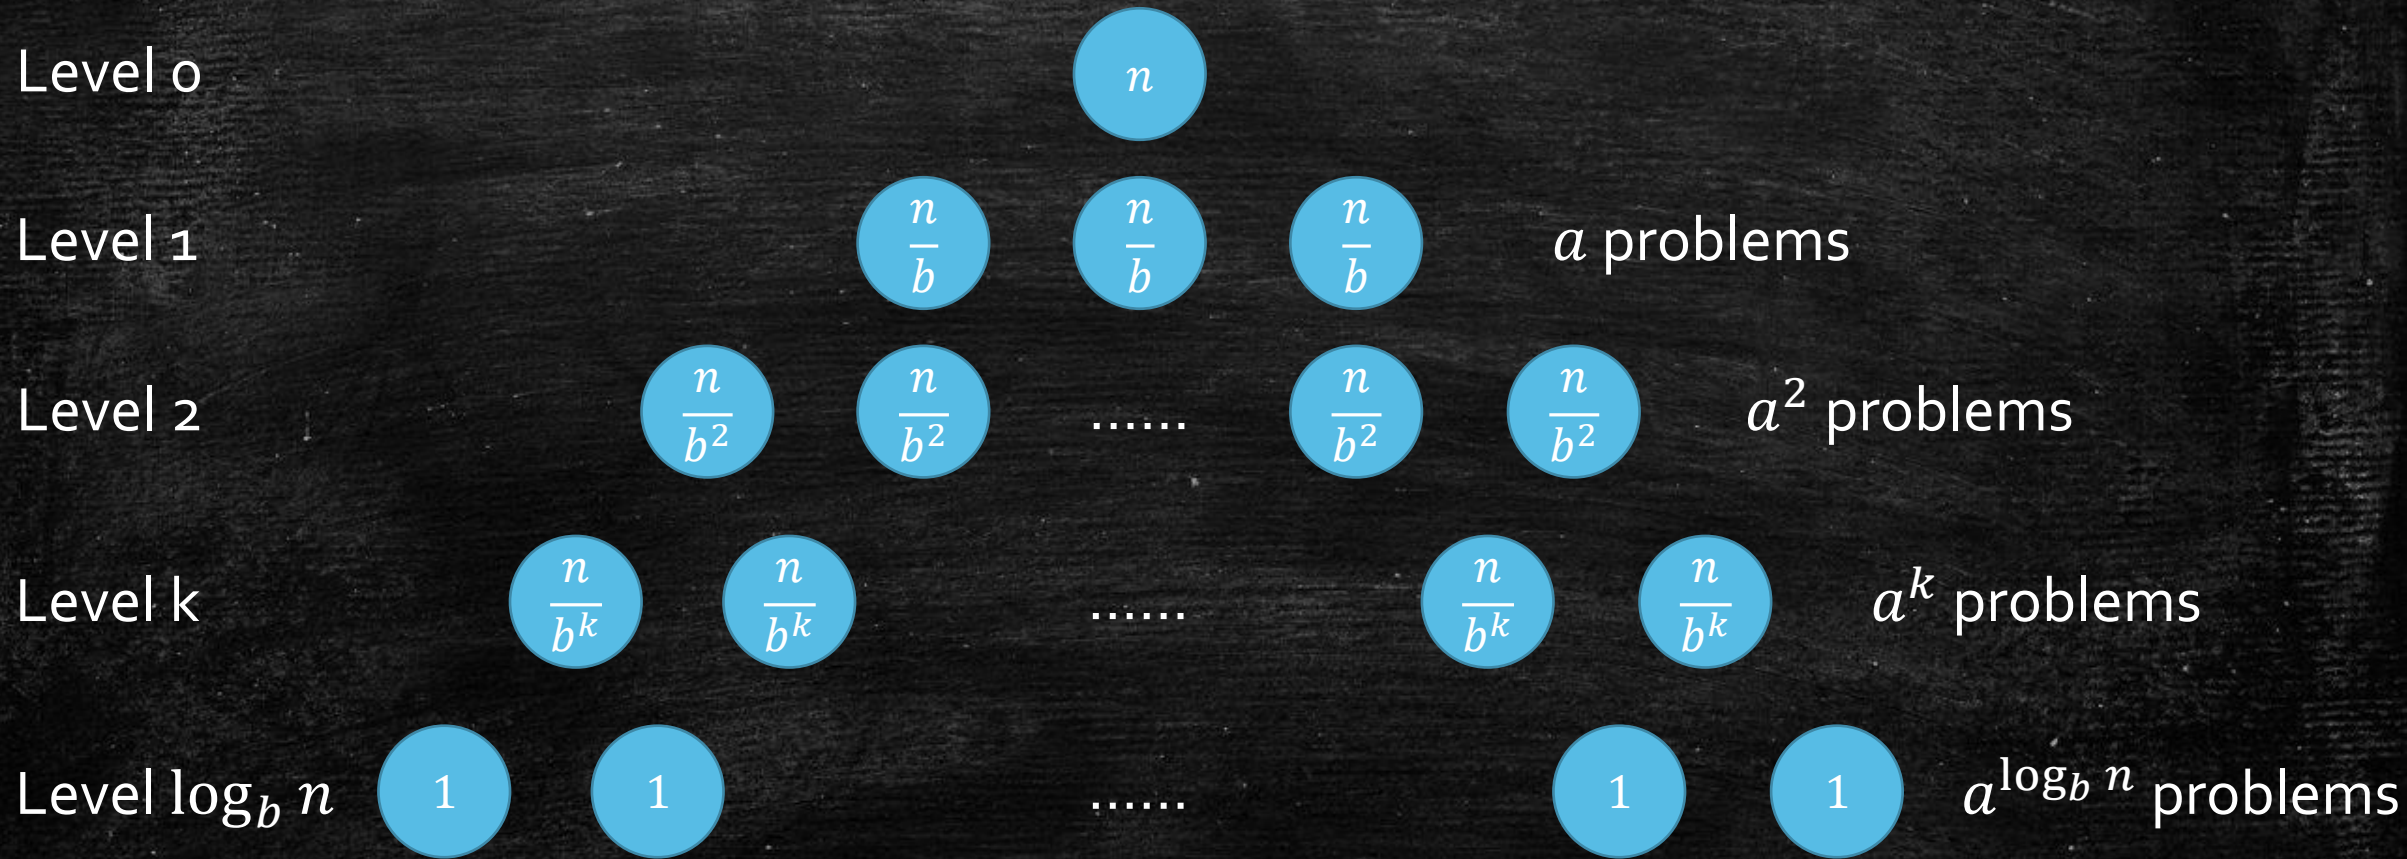 Level 0 n
Level 1 n/b n/b n/b a problems
Level 2 n/b² n/b² ...... n/b² n/b² a² problems
Level k n/bᵏ n/bᵏ ...... n/bᵏ n/bᵏ aᵏ problems
Level log_b n 1 1 ...... 1 1 a^{log_b n} problems